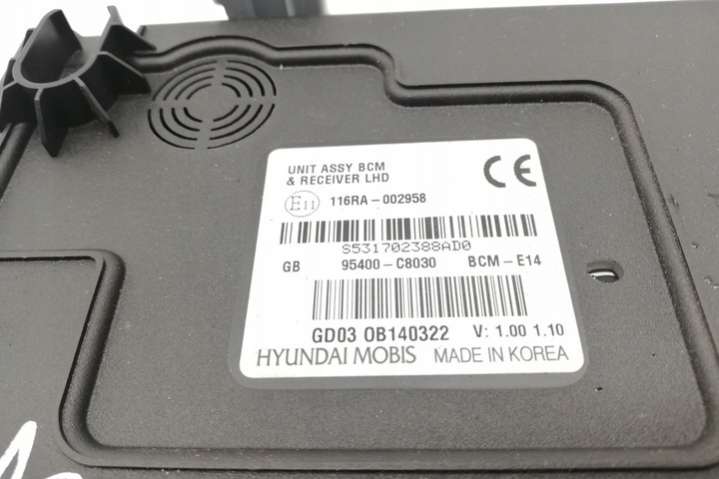 UNIT ASSY BCM
& RECEIVER LHD
CE
E11 116RA-002958
S531702388AD0
GB 95400-C8030 BCM-E14
GD03 0B140322 V: 1.00 1.10
HYUNDAI MOBIS MADE IN KOREA